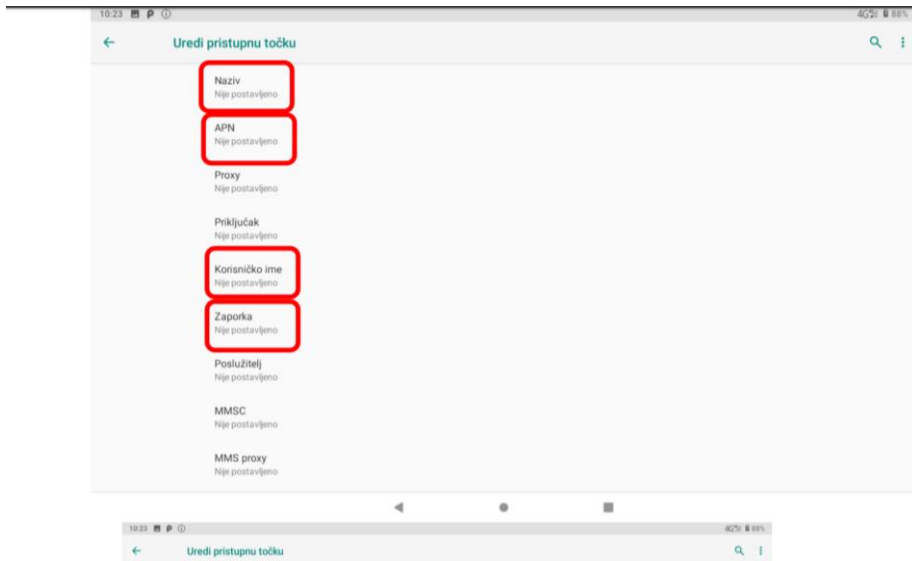 10:23
4G 88%
Uredi pristupnu točku
Naziv
Nije postavljeno
APN
Nije postavljeno
Proxy
Nije postavljeno
Priključak
Nije postavljeno
Korisničko ime
Nije postavljeno
Zaporka
Nije postavljeno
Poslužitelj
Nije postavljeno
MMSC
Nije postavljeno
MMS proxy
Nije postavljeno
10:23
88%
Uredi pristupnu točku